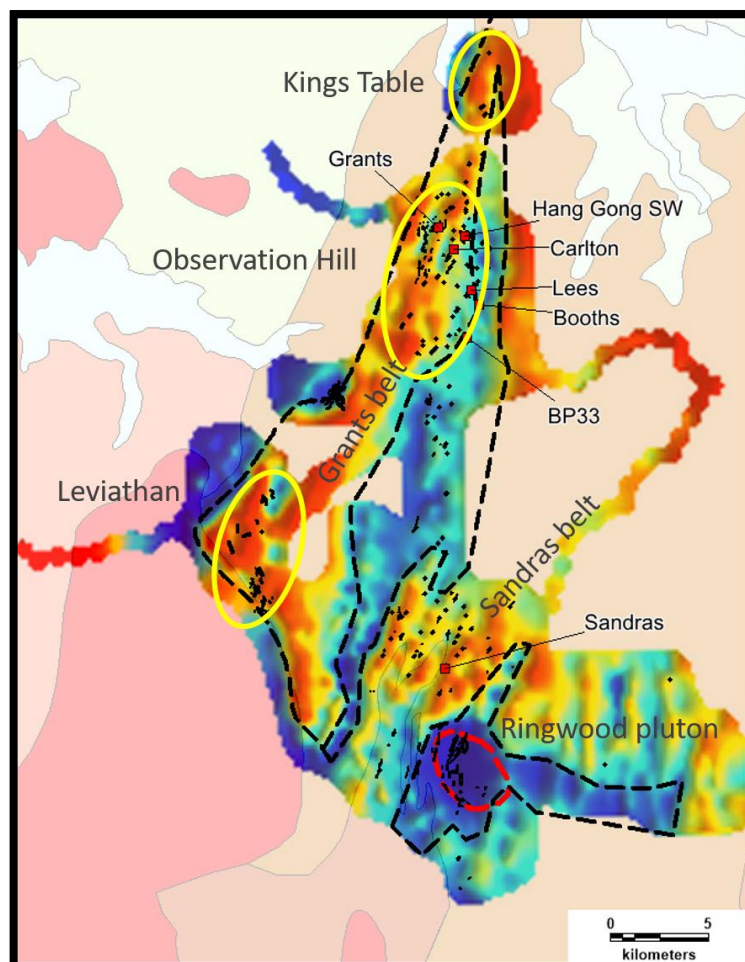 Kings Table
Grants
Hang Gong SW
Carlton
Observation Hill
Lees
Booths
BP33
Grants belt
Leviathan
Sandras belt
Sandras
Ringwood pluton
0 5
kilometers